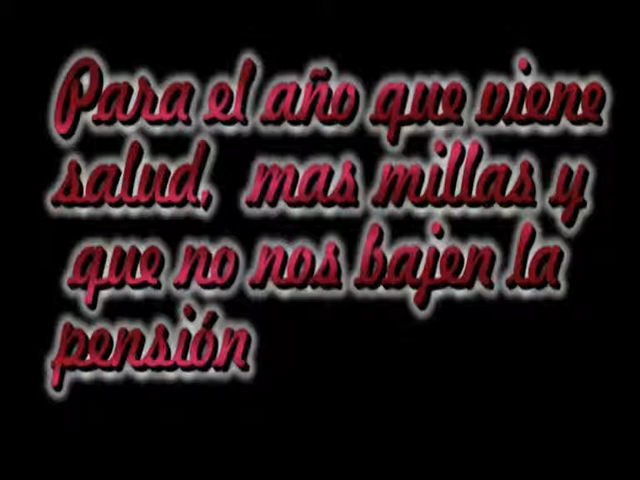 Para el año que viene
salud, mas millas y
que no nos bajen la
pensión